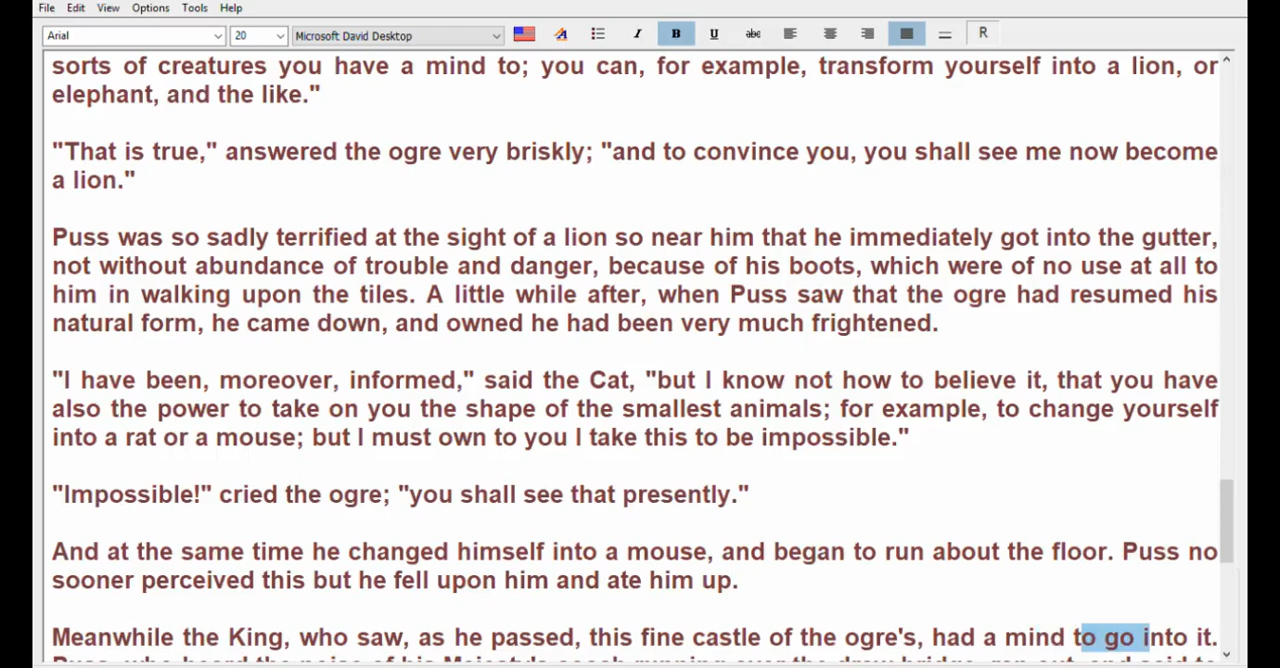 File Edit View Options Tools Help
Arial 20 Microsoft David Desktop I B U abc R
sorts of creatures you have a mind to; you can, for example, transform yourself into a lion, or
elephant, and the like."
"That is true," answered the ogre very briskly; "and to convince you, you shall see me now become
a lion."
Puss was so sadly terrified at the sight of a lion so near him that he immediately got into the gutter,
not without abundance of trouble and danger, because of his boots, which were of no use at all to
him in walking upon the tiles. A little while after, when Puss saw that the ogre had resumed his
natural form, he came down, and owned he had been very much frightened.
"I have been, moreover, informed," said the Cat, "but I know not how to believe it, that you have
also the power to take on you the shape of the smallest animals; for example, to change yourself
into a rat or a mouse; but I must own to you I take this to be impossible."
"Impossible!" cried the ogre; "you shall see that presently."
And at the same time he changed himself into a mouse, and began to run about the floor. Puss no
sooner perceived this but he fell upon him and ate him up.
Meanwhile the King, who saw, as he passed, this fine castle of the ogre's, had a mind to go into it.